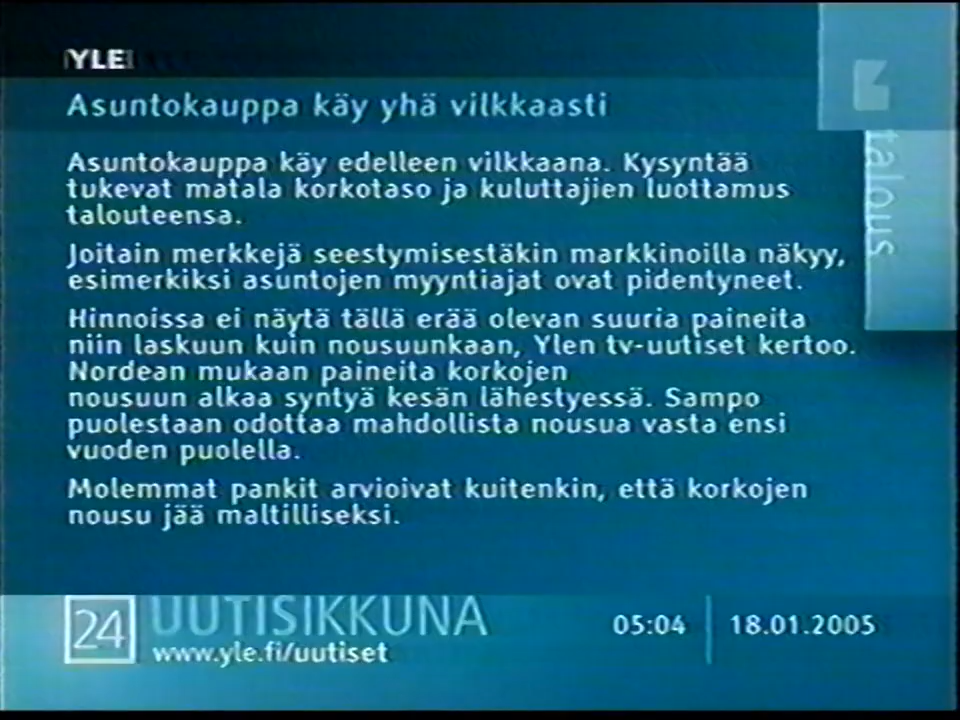 YLE
Asuntokauppa käy yhä vilkkaasti
talous
Asuntokauppa käy edelleen vilkkaana. Kysyntää
tukevat matala korkotaso ja kuluttajien luottamus
talouteensa.
Joitain merkkejä seestymisestäkin markkinoilla näkyy,
esimerkiksi asuntojen myyntiajat ovat pidentyneet.
Hinnoissa ei näytä tällä erää olevan suuria paineita
niin laskuun kuin nousuunkaan, Ylen tv-uutiset kertoo.
Nordean mukaan paineita korkojen
nousuun alkaa syntyä kesän lähestyessä. Sampo
puolestaan odottaa mahdollista nousua vasta ensi
vuoden puolella.
Molemmat pankit arvioivat kuitenkin, että korkojen
nousu jää maltilliseksi.
24 UUTISIKKUNA
www.yle.fi/uutiset
05:04 18.01.2005